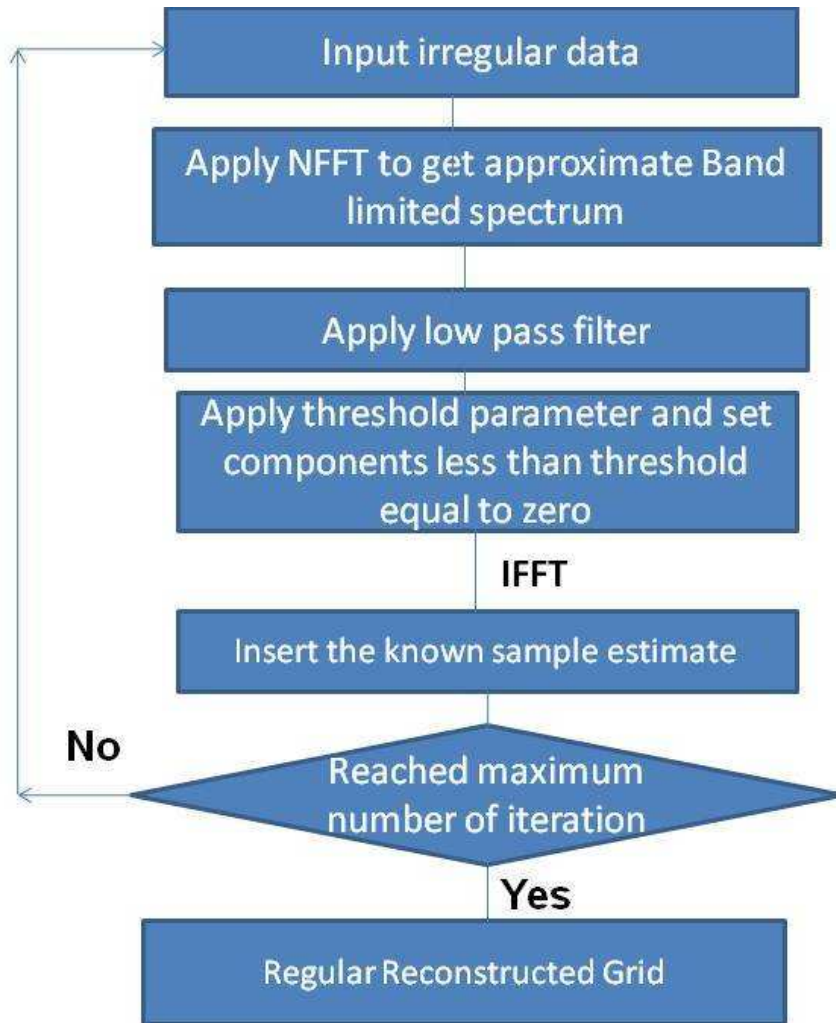 Input irregular data
Apply NFFT to get approximate Band
limited spectrum
Apply low pass filter
Apply threshold parameter and set
components less than threshold
equal to zero
IFFT
Insert the known sample estimate
No
Reached maximum
number of iteration
Yes
Regular Reconstructed Grid